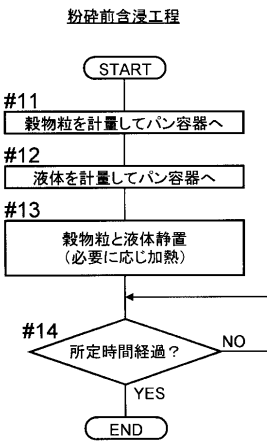 粉砕前含浸工程
START
#11
穀物粒を計量してパン容器へ
#12
液体を計量してパン容器へ
#13
穀物粒と液体静置
(必要に応じ加熱)
#14
所定時間経過?
NO
YES
END